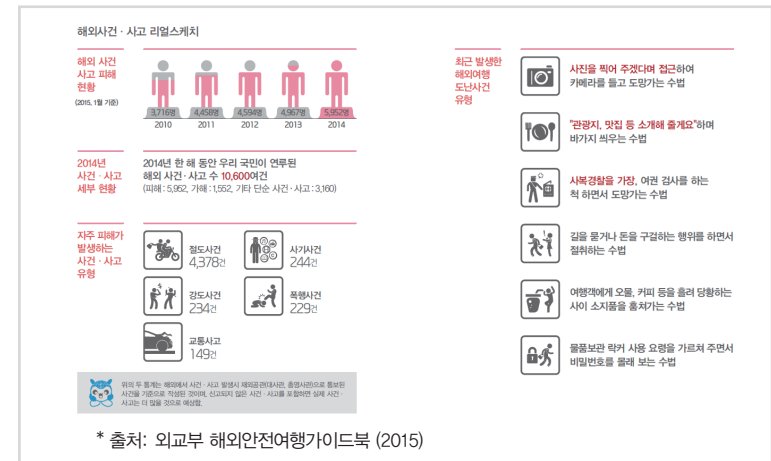 해외사건 · 사고 리얼스케치
해외 사건
사고 피해
현황
(2015, 1월 기준)
3,716명
4,458명
4,594명
4,967명
5,952명
2010
2011
2012
2013
2014
2014년
사건 · 사고
세부 현황
2014년 한 해 동안 우리 국민이 연루된
해외 사건 · 사고 수 10,600여건
(피해 : 5,952, 가해 : 1,552, 기타 단순 사건 · 사고 : 3,160)
자주 피해가
발생하는
사건 · 사고
유형
절도사건
4,378건
사기사건
244건
강도사건
234건
폭행사건
229건
교통사고
149건
위의 두 통계는 해외에서 사건 · 사고 발생시 재외공관(대사관, 총영사관)으로 통보된
사건을 기준으로 작성된 것이며, 신고되지 않은 사건 · 사고를 포함하면 실제 사건 ·
사고는 더 많을 것으로 예상함.
최근 발생한
해외여행
도난사건
유형
사진을 찍어 주겠다며 접근하여
카메라를 들고 도망가는 수법
"관광지, 맛집 등 소개해 줄게요"하며
바가지 씌우는 수법
사복경찰을 가장, 여권 검사를 하는
척 하면서 도망가는 수법
길을 묻거나 돈을 구걸하는 행위를 하면서
절취하는 수법
여행객에게 오물, 커피 등을 흘려 당황하는
사이 소지품을 훔쳐가는 수법
물품보관 락커 사용 요령을 가르쳐 주면서
비밀번호를 몰래 보는 수법
* 출처: 외교부 해외안전여행가이드북 (2015)